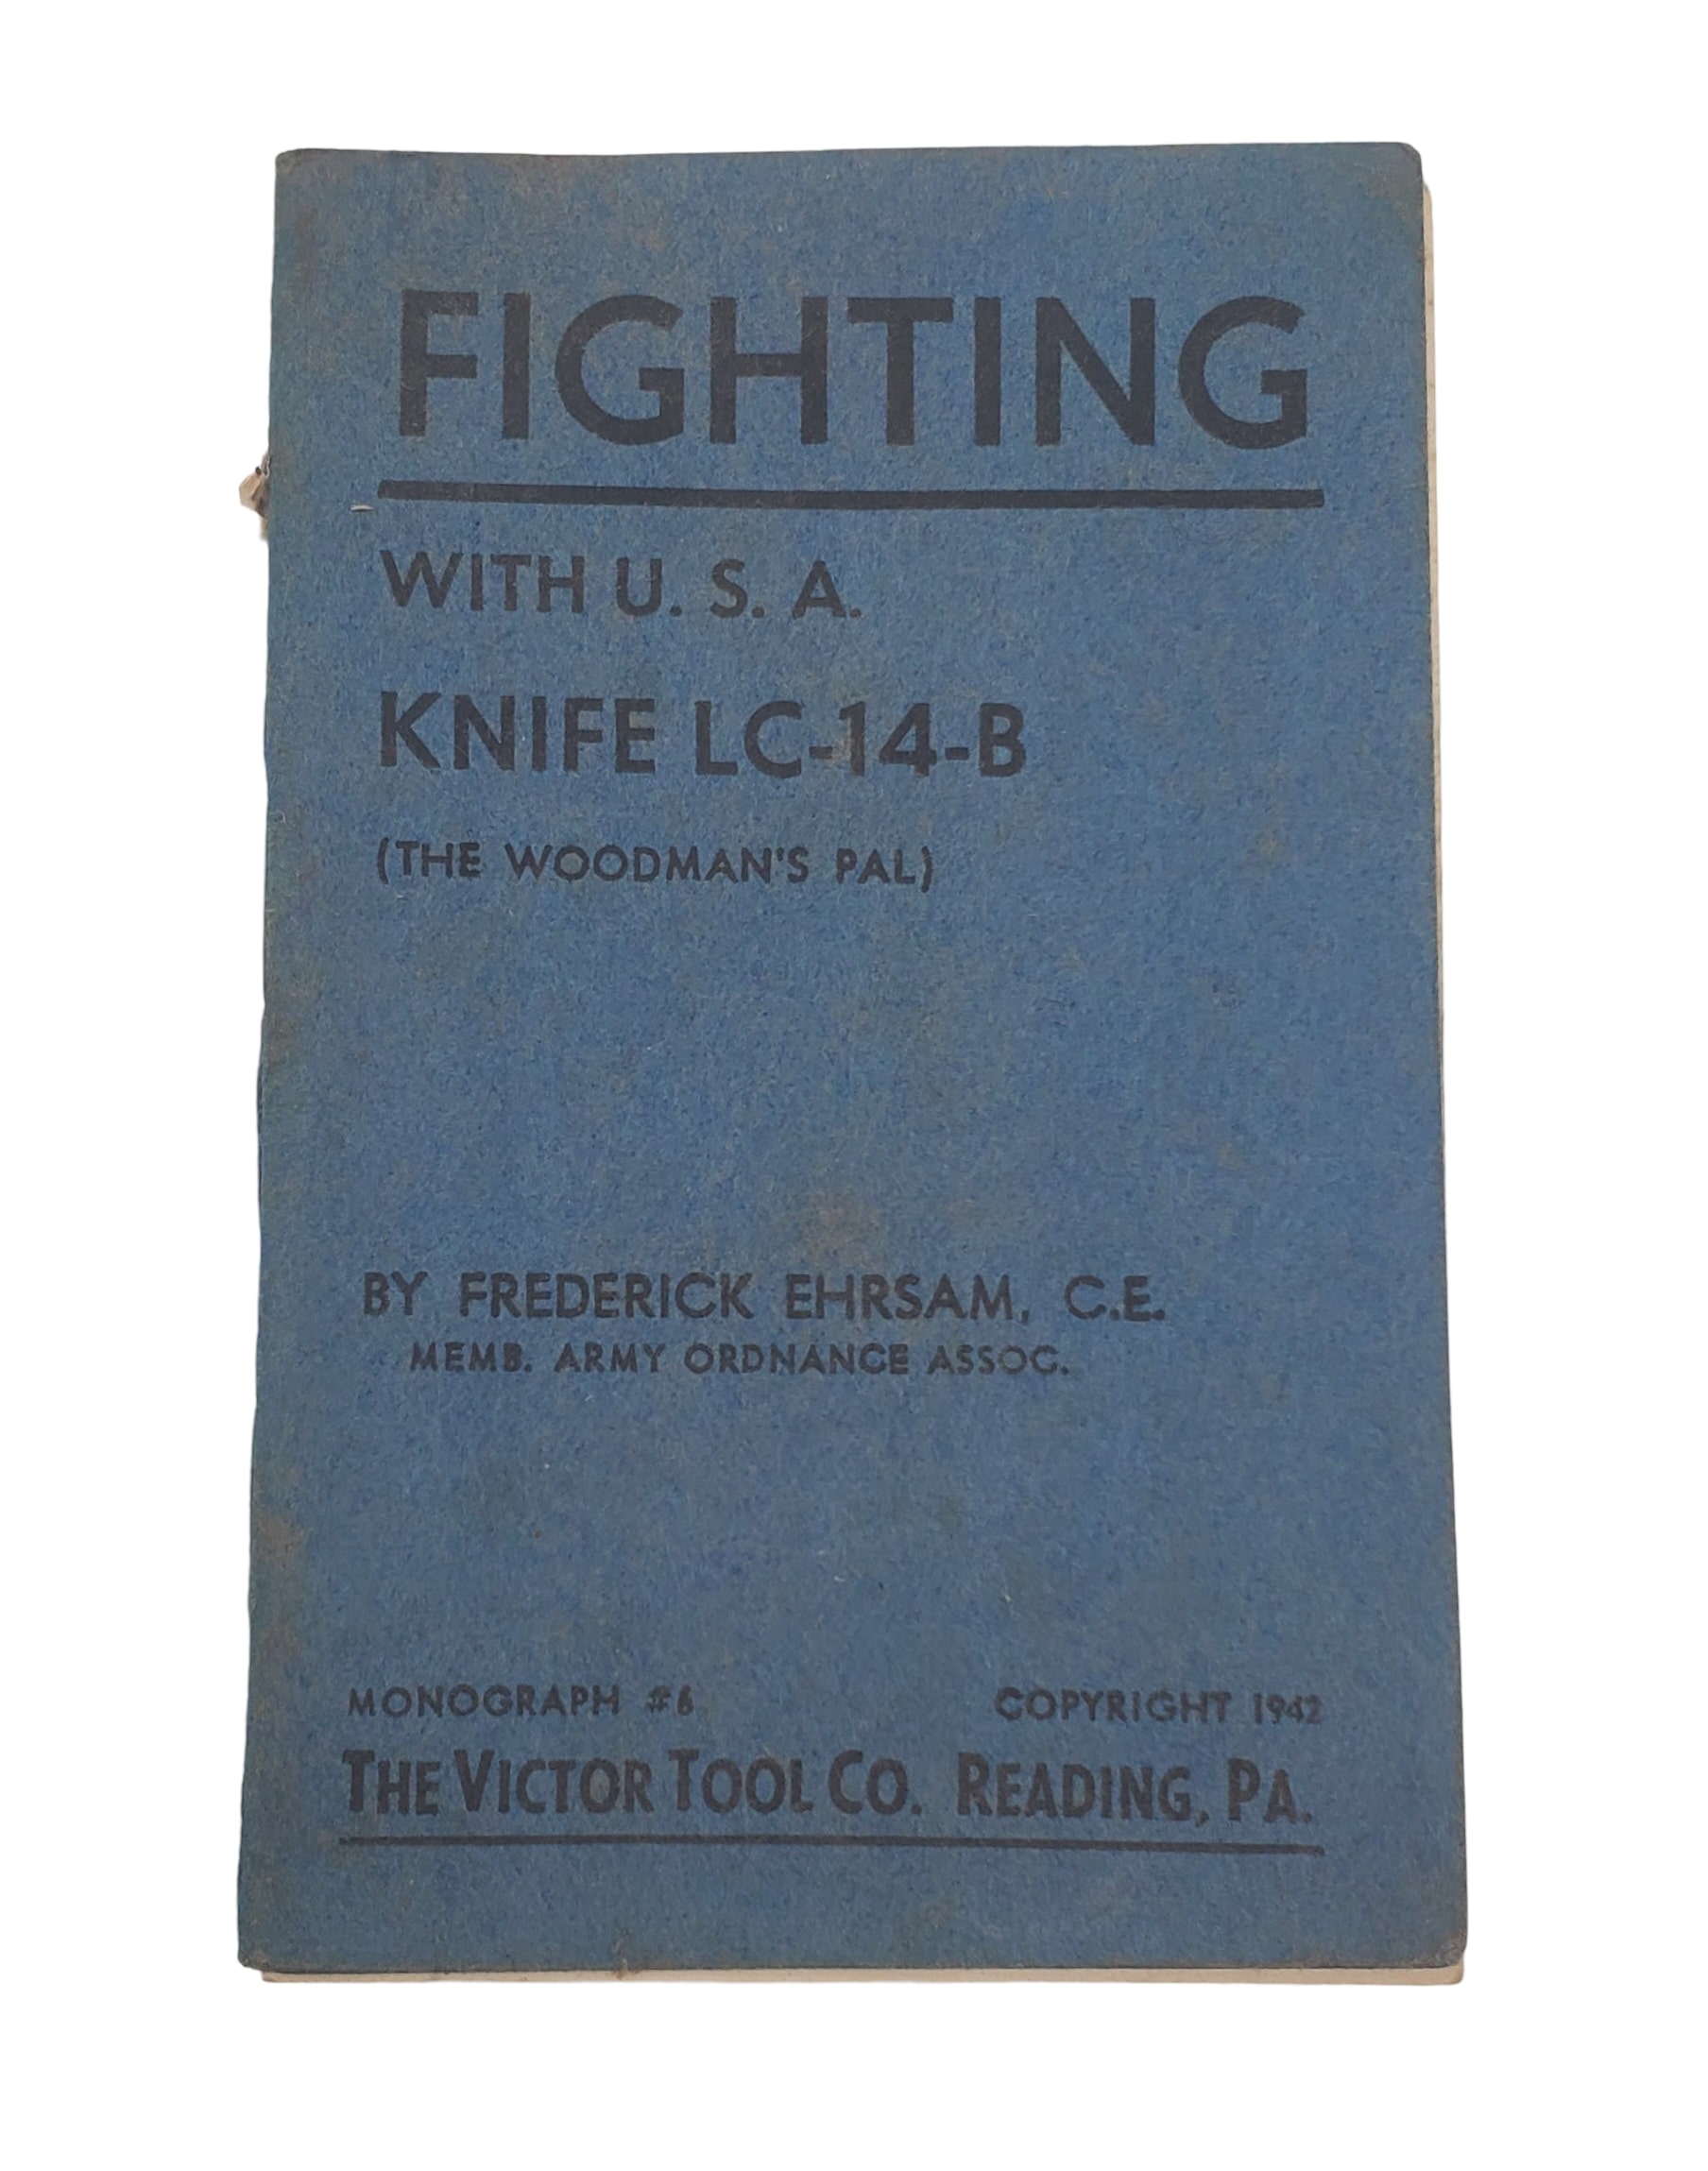 FIGHTING
WITH U. S. A.
KNIFE LC-14-B
(THE WOODMAN'S PAL)
BY FREDERICK EHRSAM, C.E.
MEMB. ARMY ORDNANCE ASSOC.
MONOGRAPH #6 COPYRIGHT 1942
THE VICTOR TOOL CO. READING, PA.